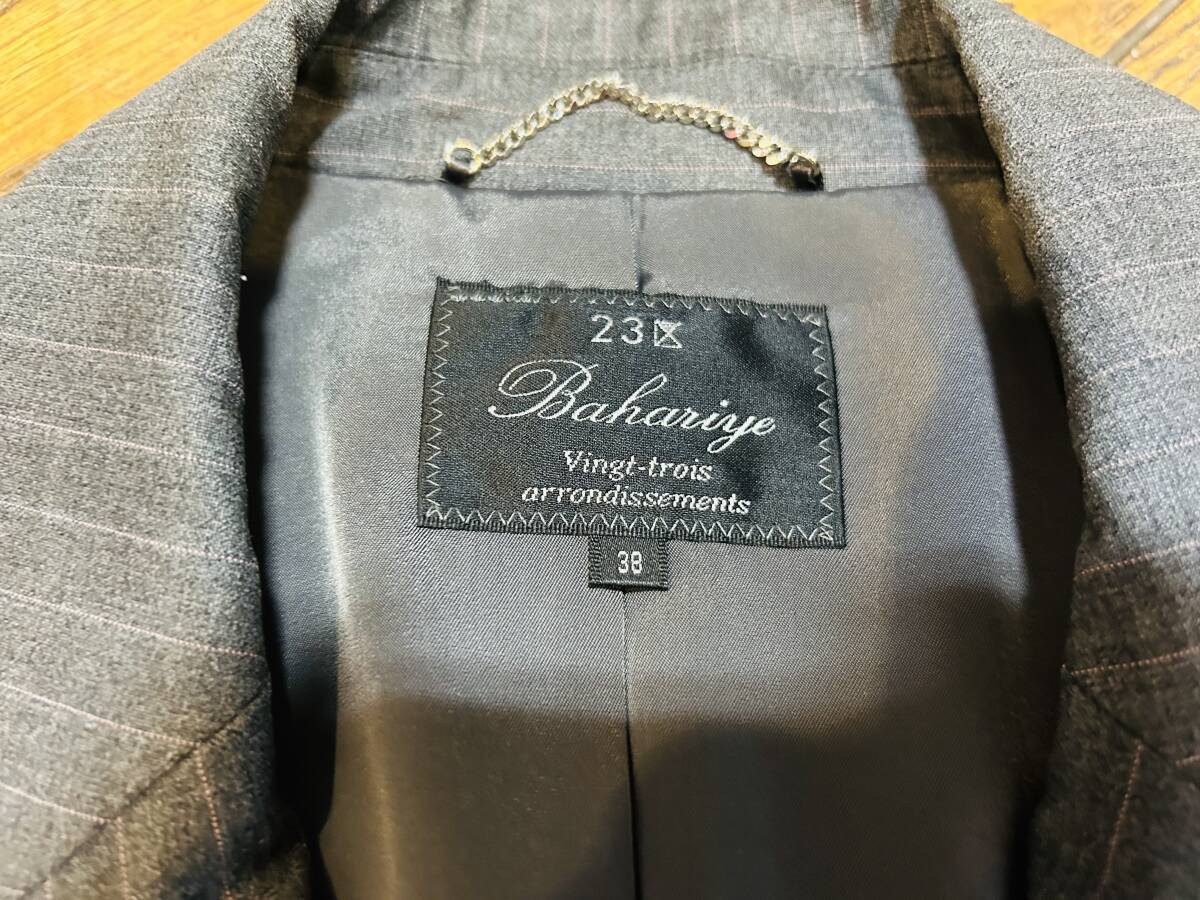 23区
Bahariye
Vingt-trois
arrondissements
38